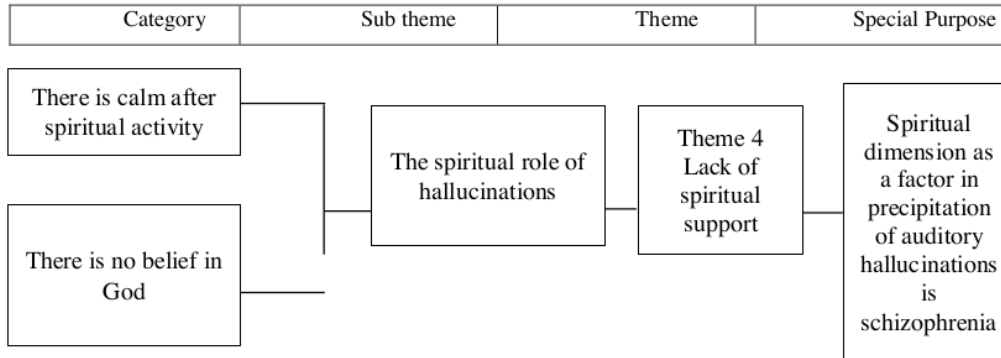 Category
Sub theme
Theme
Special Purpose
There is calm after
spiritual activity
There is no belief in
God
The spiritual role of
hallucinations
Theme 4
Lack of
spiritual
support
Spiritual
dimension as
a factor in
precipitation
of auditory
hallucinations
is
schizophrenia